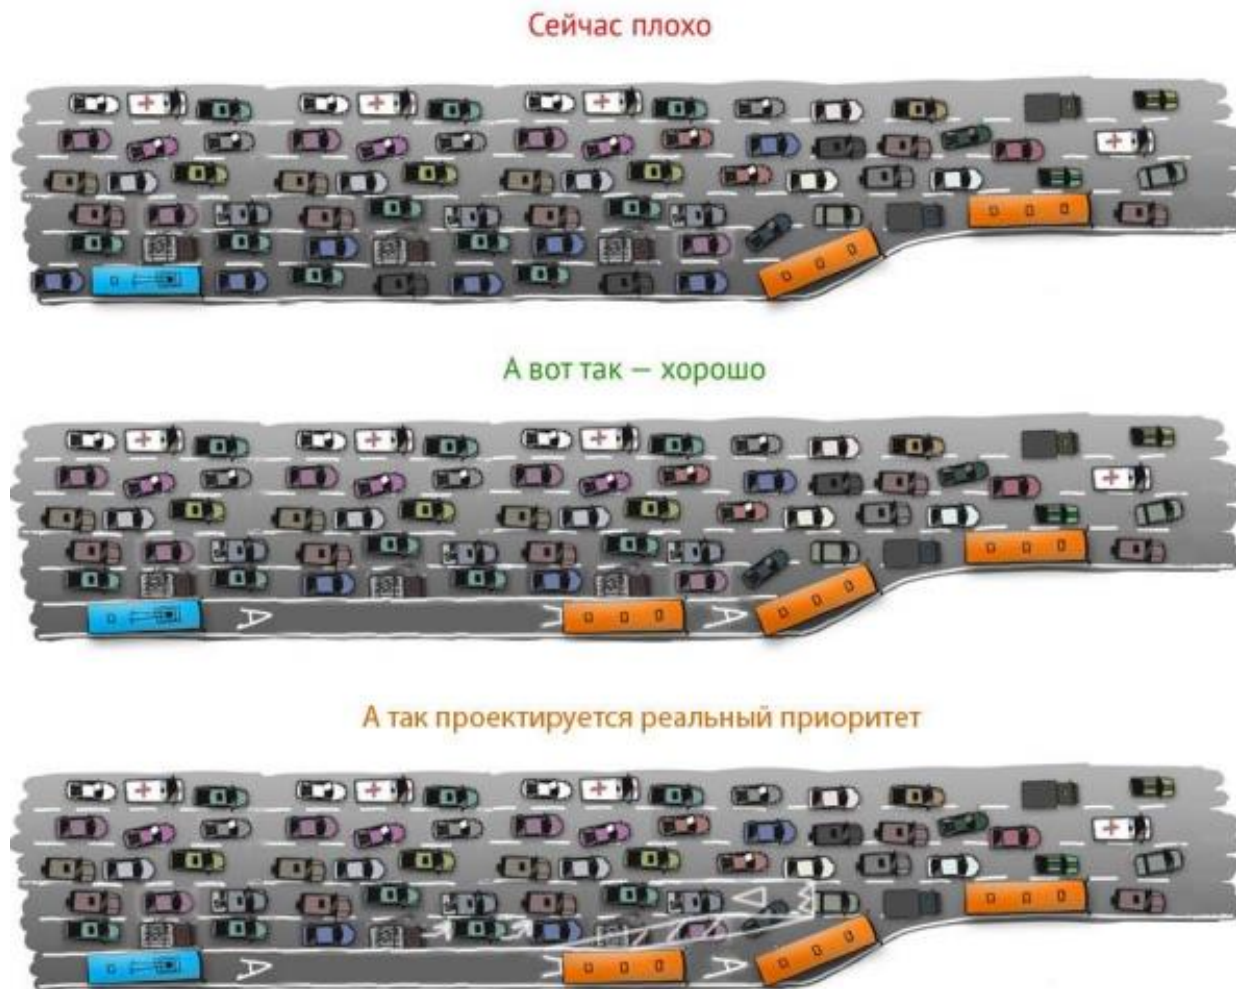 Сейчас плохо
А вот так — хорошо
А
А
А так проектируется реальный приоритет
А
А